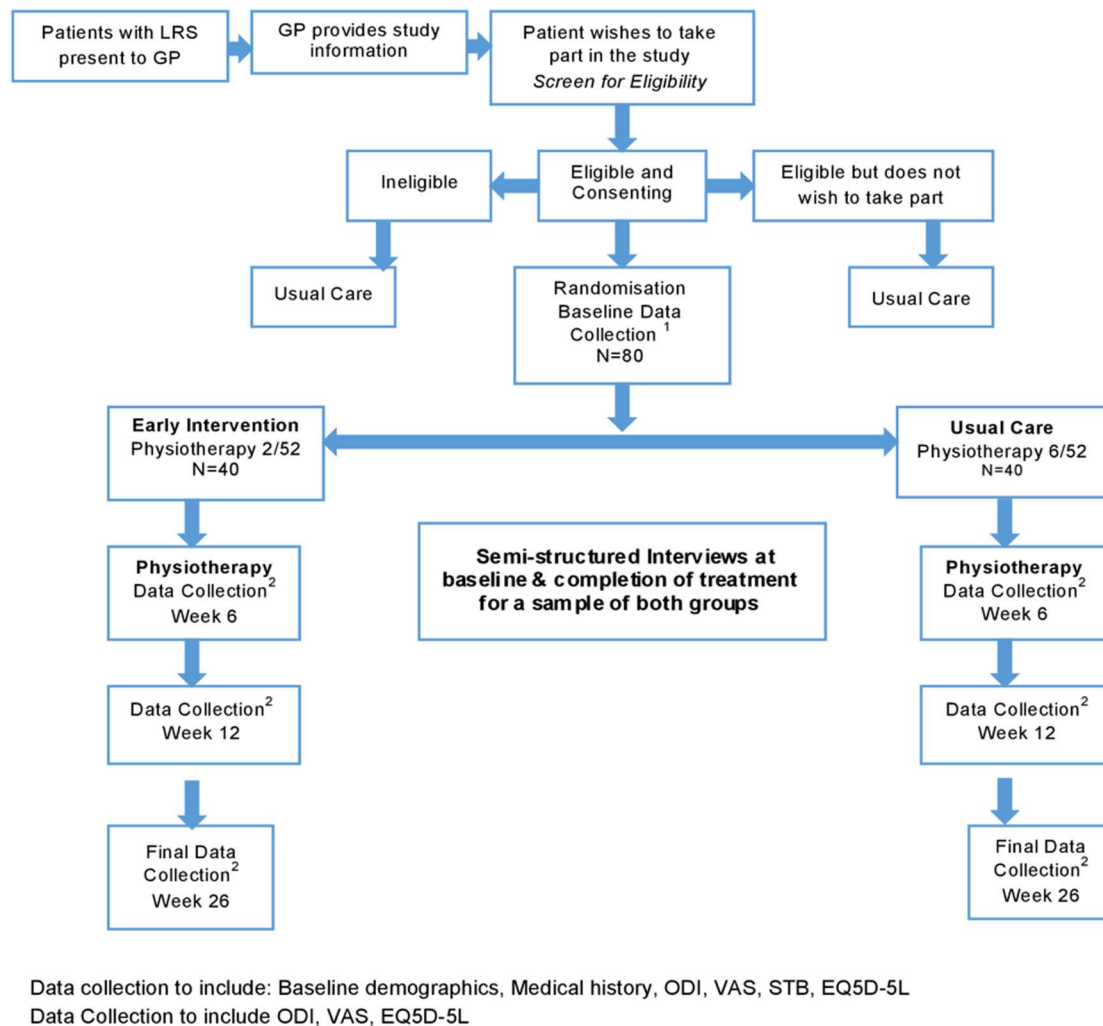 Patients with LRS
present to GP
GP provides study
information
Patient wishes to take
part in the study
Screen for Eligibility
Ineligible
Eligible and
Consenting
Eligible but does not
wish to take part
Usual Care
Randomisation
Baseline Data
Collection 1
N=80
Usual Care
Early Intervention
Physiotherapy 2/52
N=40
Usual Care
Physiotherapy 6/52
N=40
Semi-structured Interviews at
baseline & completion of treatment
for a sample of both groups
Physiotherapy
Data Collection2
Week 6
Physiotherapy
Data Collection2
Week 6
Data Collection2
Week 12
Data Collection2
Week 12
Final Data
Collection2
Week 26
Final Data
Collection2
Week 26
Data collection to include: Baseline demographics, Medical history, ODI, VAS, STB, EQ5D-5L
Data Collection to include ODI, VAS, EQ5D-5L